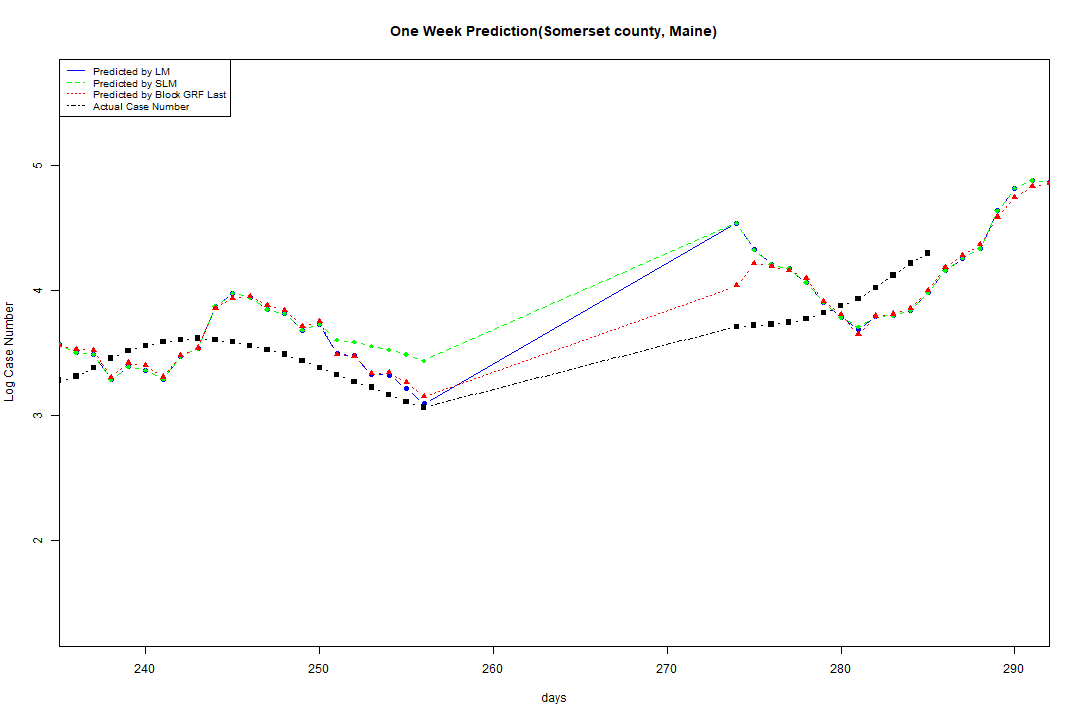 One Week Prediction(Somerset county, Maine)
Predicted by LM
Predicted by SLM
Predicted by Block GRF Last
Actual Case Number
5
4
3
2
Log Case Number
240 250 260 270 280 290
days